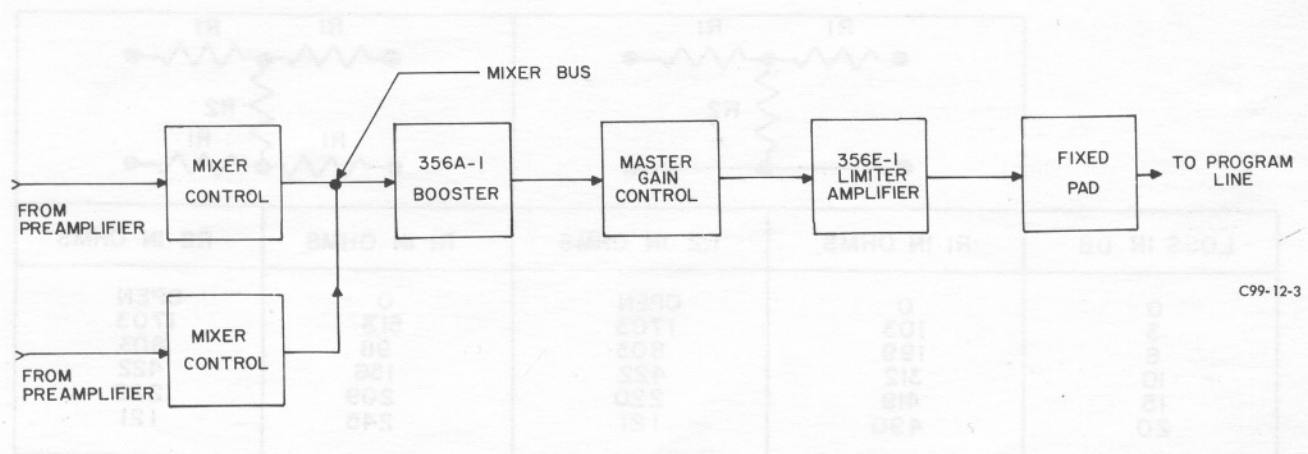 MIXER BUS
MIXER
CONTROL
356A-1
BOOSTER
MASTER
GAIN
CONTROL
356E-1
LIMITER
AMPLIFIER
FIXED
PAD
TO PROGRAM
LINE
FROM
PREAMPLIFIER
C99-12-3
MIXER
CONTROL
FROM
PREAMPLIFIER